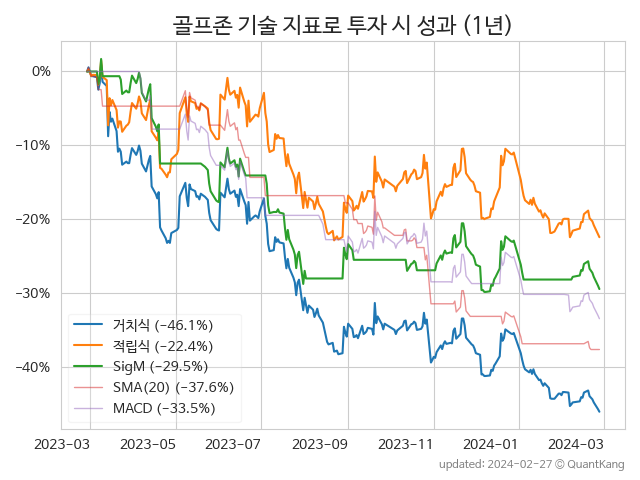 골프존 기술 지표로 투자 시 성과 (1년)
0%
−10%
−20%
−30%
−40%
거치식 (−46.1%)
적립식 (−22.4%)
SigM (−29.5%)
SMA(20) (−37.6%)
MACD (−33.5%)
2023-03 2023-05 2023-07 2023-09 2023-11 2024-01 2024-03
updated: 2024-02-27 © QuantKang